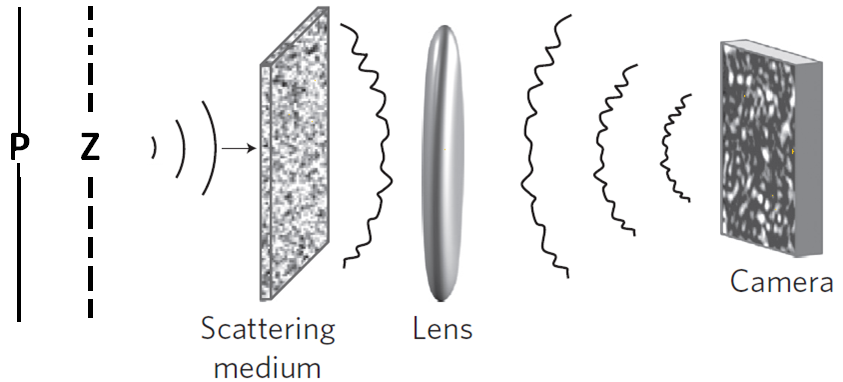 P
Z
Scattering
medium
Lens
Camera